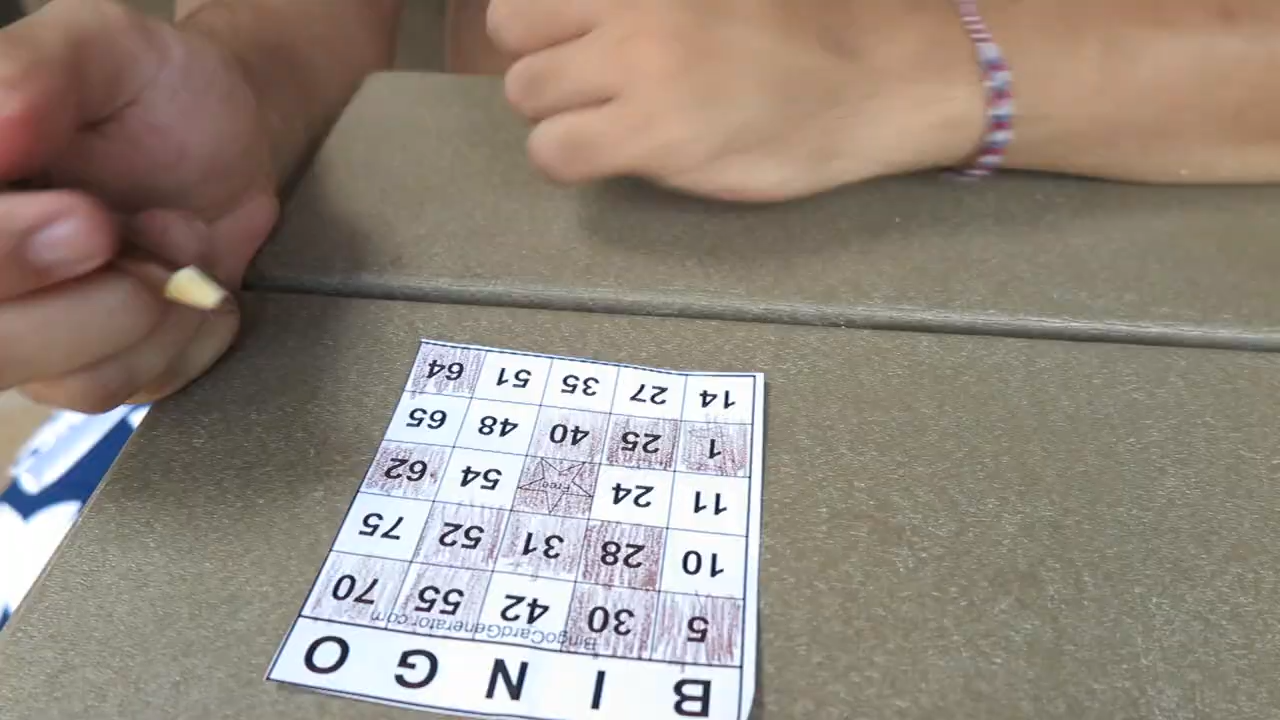 B I N G O
BingoCardGenerator.com
5 30 42 55 70
10 28 31 52 75
11 24 Free 54 62
1 25 40 48 65
14 27 35 51 64